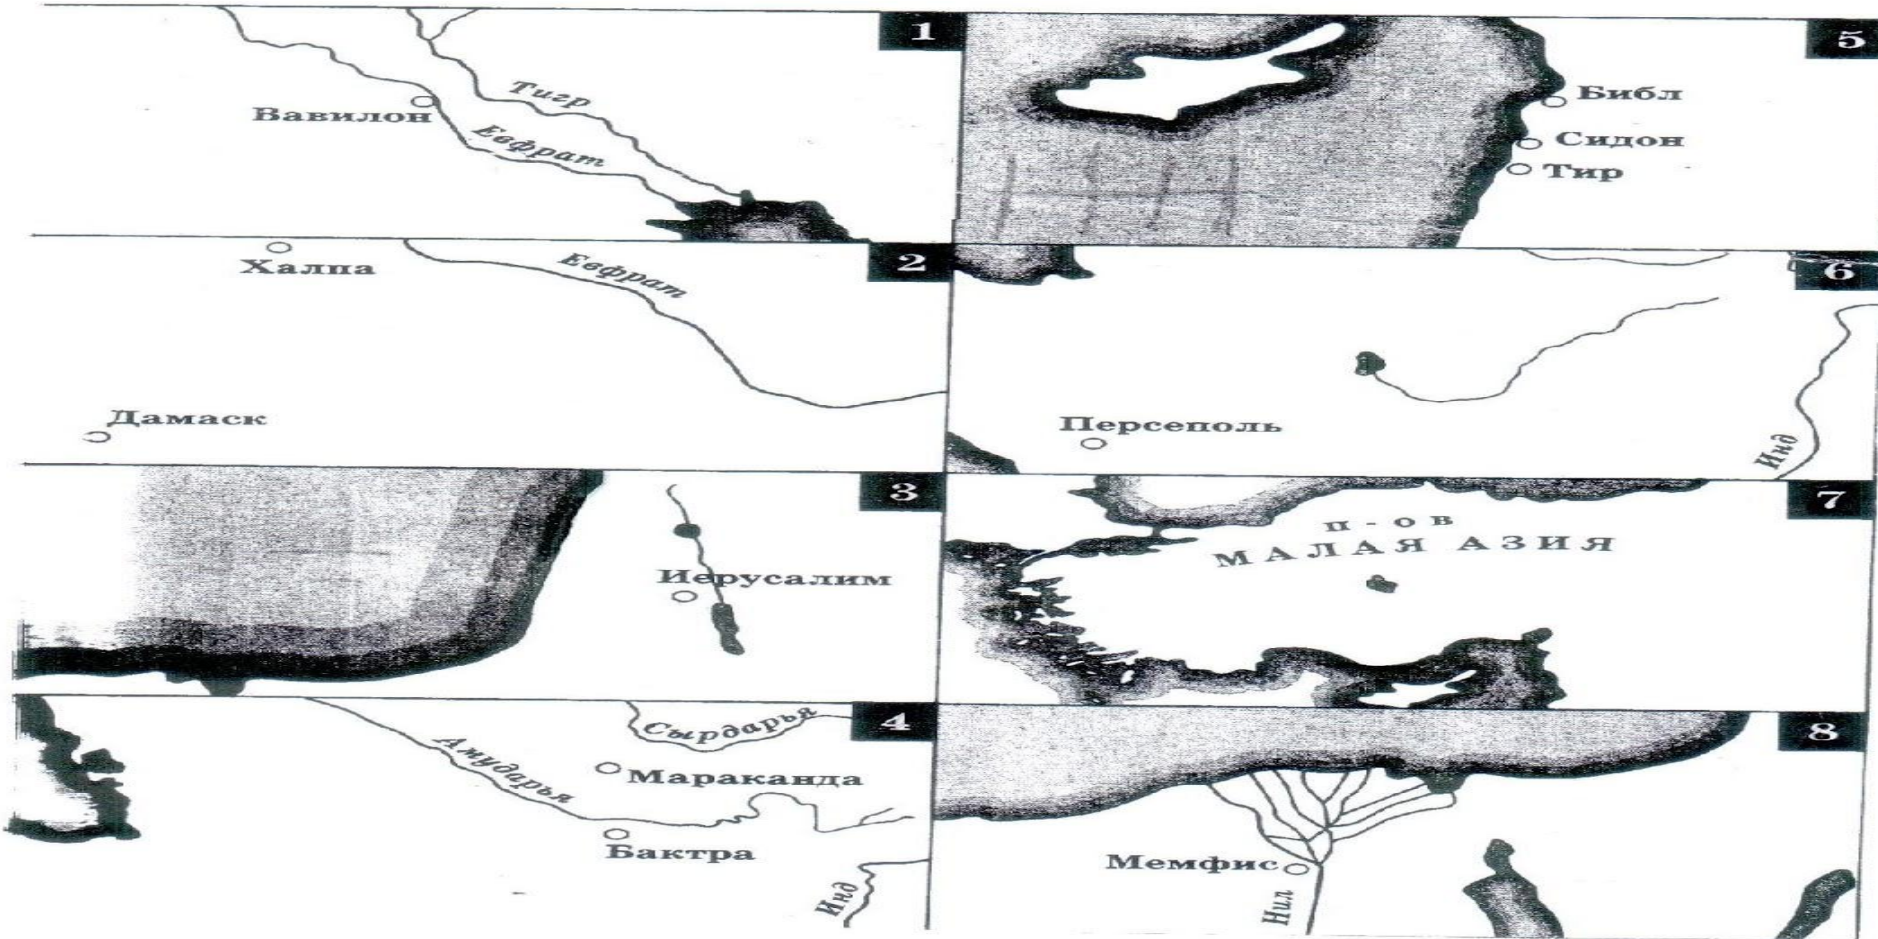 1
Тигр
Вавилон
Евфрат
2
Халпа
Евфрат
Дамаск
3
Иерусалим
4
Сырдарья
Амударья
Мараканда
Бактра
Инд
5
Библ
Сидон
Тир
6
Персеполь
Инд
7
п-ов
МАЛАЯ АЗИЯ
8
Мемфис
Нил